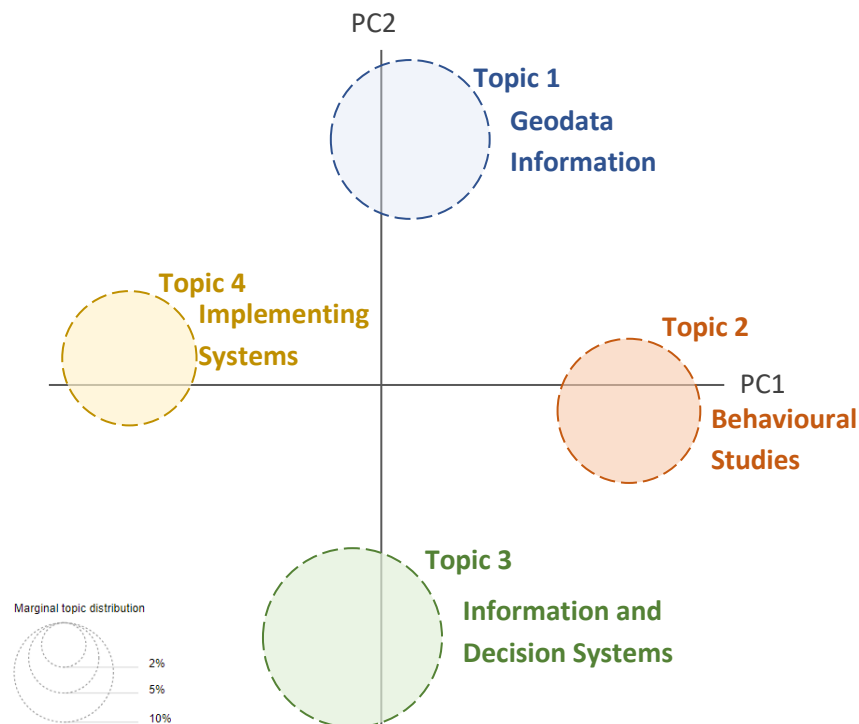 PC2
Topic 1
Geodata
Information
Topic 4
Implementing
Systems
Topic 2
PC1
Behavioural
Studies
Topic 3
Information and
Decision Systems
Marginal topic distribution
2%
5%
10%